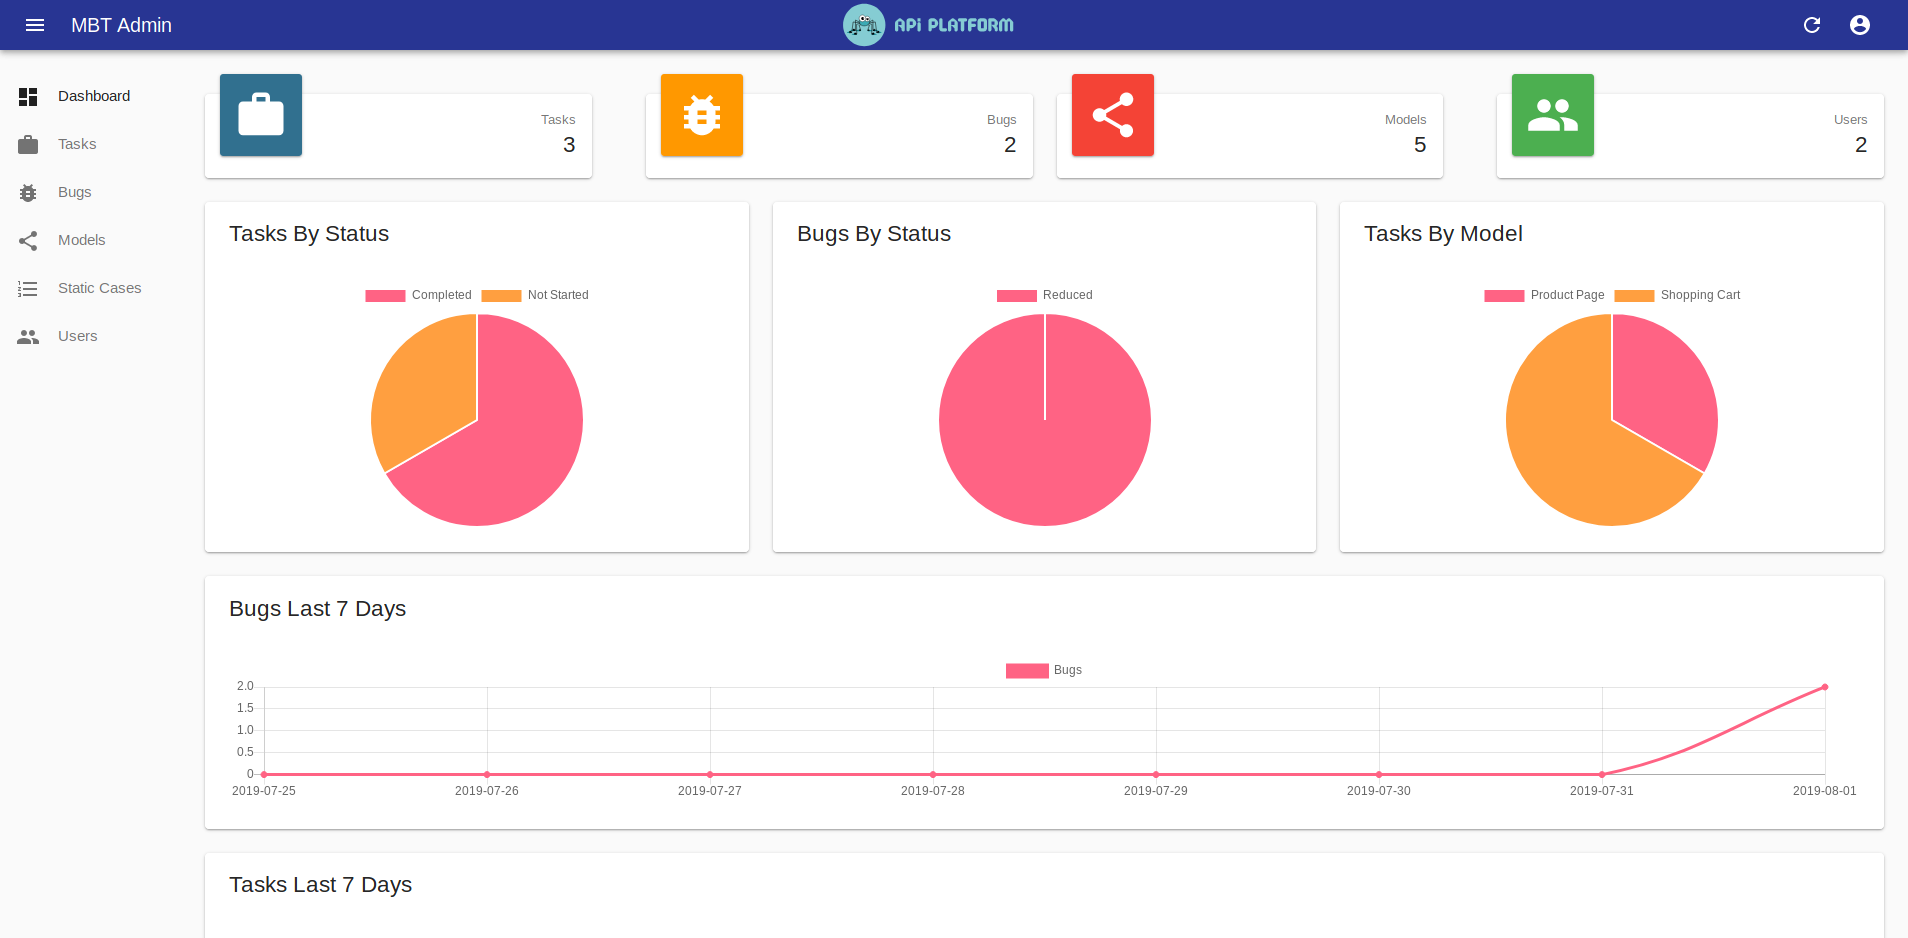 MBT Admin
APi PLATFORM
Dashboard
Tasks
Bugs
Models
Static Cases
Users
Tasks
3
Bugs
2
Models
5
Users
2
Tasks By Status
Completed Not Started
Bugs By Status
Reduced
Tasks By Model
Product Page Shopping Cart
Bugs Last 7 Days
Bugs
2.0
1.5
1.0
0.5
0
2019-07-25 2019-07-26 2019-07-27 2019-07-28 2019-07-29 2019-07-30 2019-07-31 2019-08-01
Tasks Last 7 Days